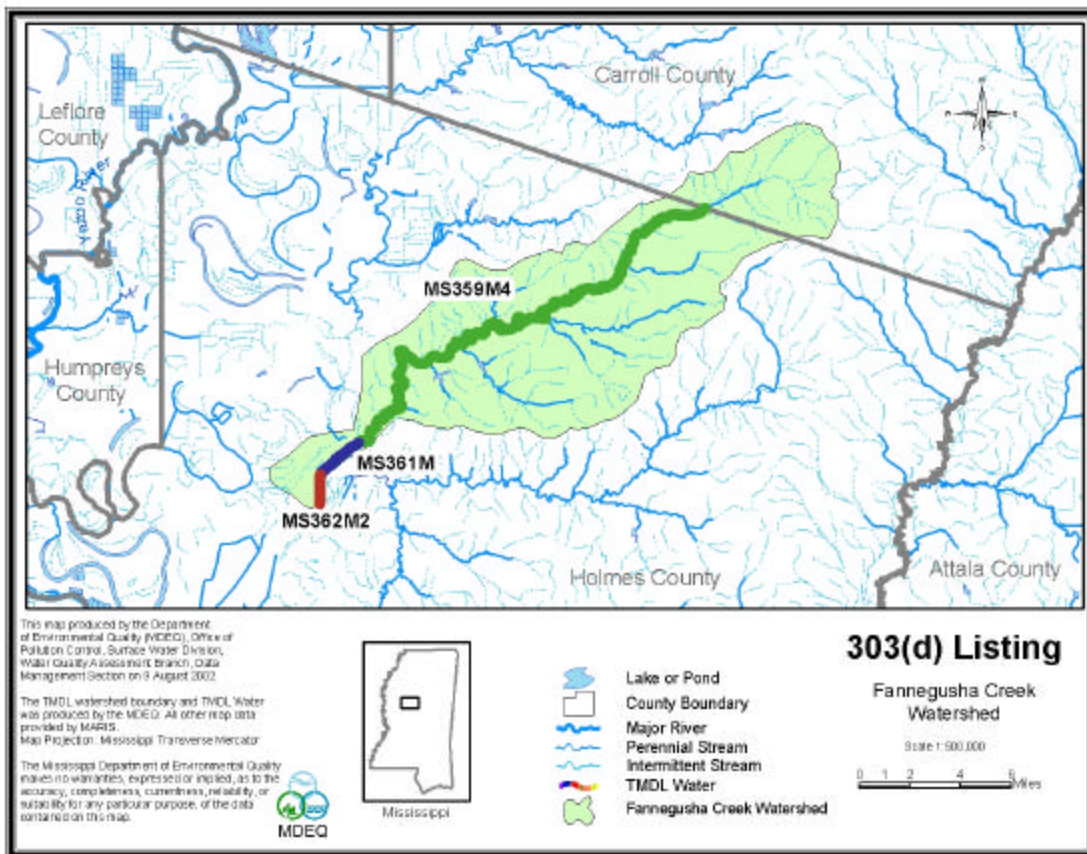 Carroll County
Leflore
County
Yazoo River
N
MS359M4
Humpreys
County
MS361M
MS362M2
Holmes County
Attala County
This map produced by the Department
of Environmental Quality (MDEQ), Office of
Pollution Control, Surface Water Division,
Water Quality Assessment Branch, Data
Management Section on 9 August 2002
The TMDL watershed boundary and TMDL Water
was produced by the MDEQ. All other map data
provided by MARIS.
Map Projection: Mississippi Transverse Mercator
The Mississippi Department of Environmental Quality
makes no warranties, expressed or implied, as to the
accuracy, completeness, currentness, reliability, or
suitability for any particular purpose, of the data
contained on this map.
MDEQ
Mississippi
Lake or Pond
County Boundary
Major River
Perennial Stream
Intermittent Stream
TMDL Water
Fannegusha Creek Watershed
303(d) Listing
Fannegusha Creek
Watershed
Scale 1:500,000
0 1 2 4 6
Miles